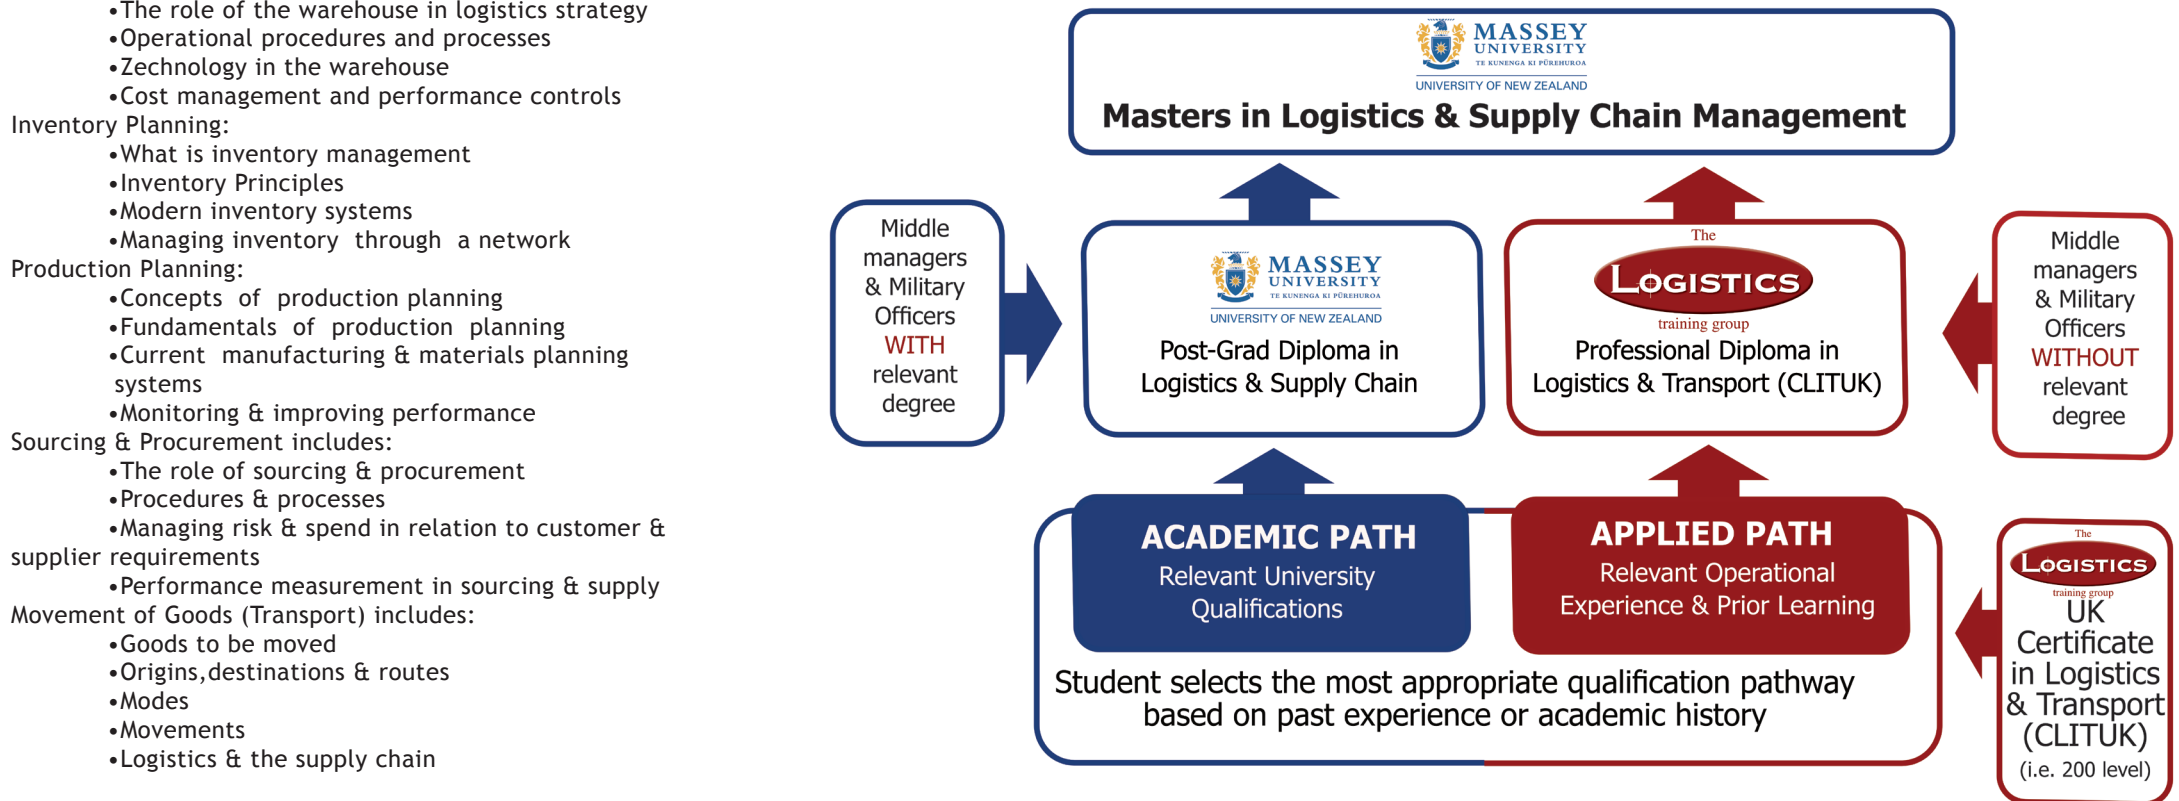 •The role of the warehouse in logistics strategy
•Operational procedures and processes
•Zechnology in the warehouse
•Cost management and performance controls
Inventory Planning:
•What is inventory management
•Inventory Principles
•Modern inventory systems
•Managing inventory through a network
Production Planning:
•Concepts of production planning
•Fundamentals of production planning
•Current manufacturing & materials planning
systems
•Monitoring & improving performance
Sourcing & Procurement includes:
•The role of sourcing & procurement
•Procedures & processes
•Managing risk & spend in relation to customer &
supplier requirements
•Performance measurement in sourcing & supply
Movement of Goods (Transport) includes:
•Goods to be moved
•Origins,destinations & routes
•Modes
•Movements
•Logistics & the supply chain
MASSEY
UNIVERSITY
TE KUNENGA KI PŪREHUROA
UNIVERSITY OF NEW ZEALAND
Masters in Logistics & Supply Chain Management
Middle
managers
& Military
Officers
WITH
relevant
degree
MASSEY
UNIVERSITY
TE KUNENGA KI PŪREHUROA
UNIVERSITY OF NEW ZEALAND
Post-Grad Diploma in
Logistics & Supply Chain
The
LOGISTICS
training group
Professional Diploma in
Logistics & Transport (CLITUK)
Middle
managers
& Military
Officers
WITHOUT
relevant
degree
ACADEMIC PATH
Relevant University
Qualifications
APPLIED PATH
Relevant Operational
Experience & Prior Learning
Student selects the most appropriate qualification pathway
based on past experience or academic history
The
LOGISTICS
training group
UK
Certificate
in Logistics
& Transport
(CLITUK)
(i.e. 200 level)